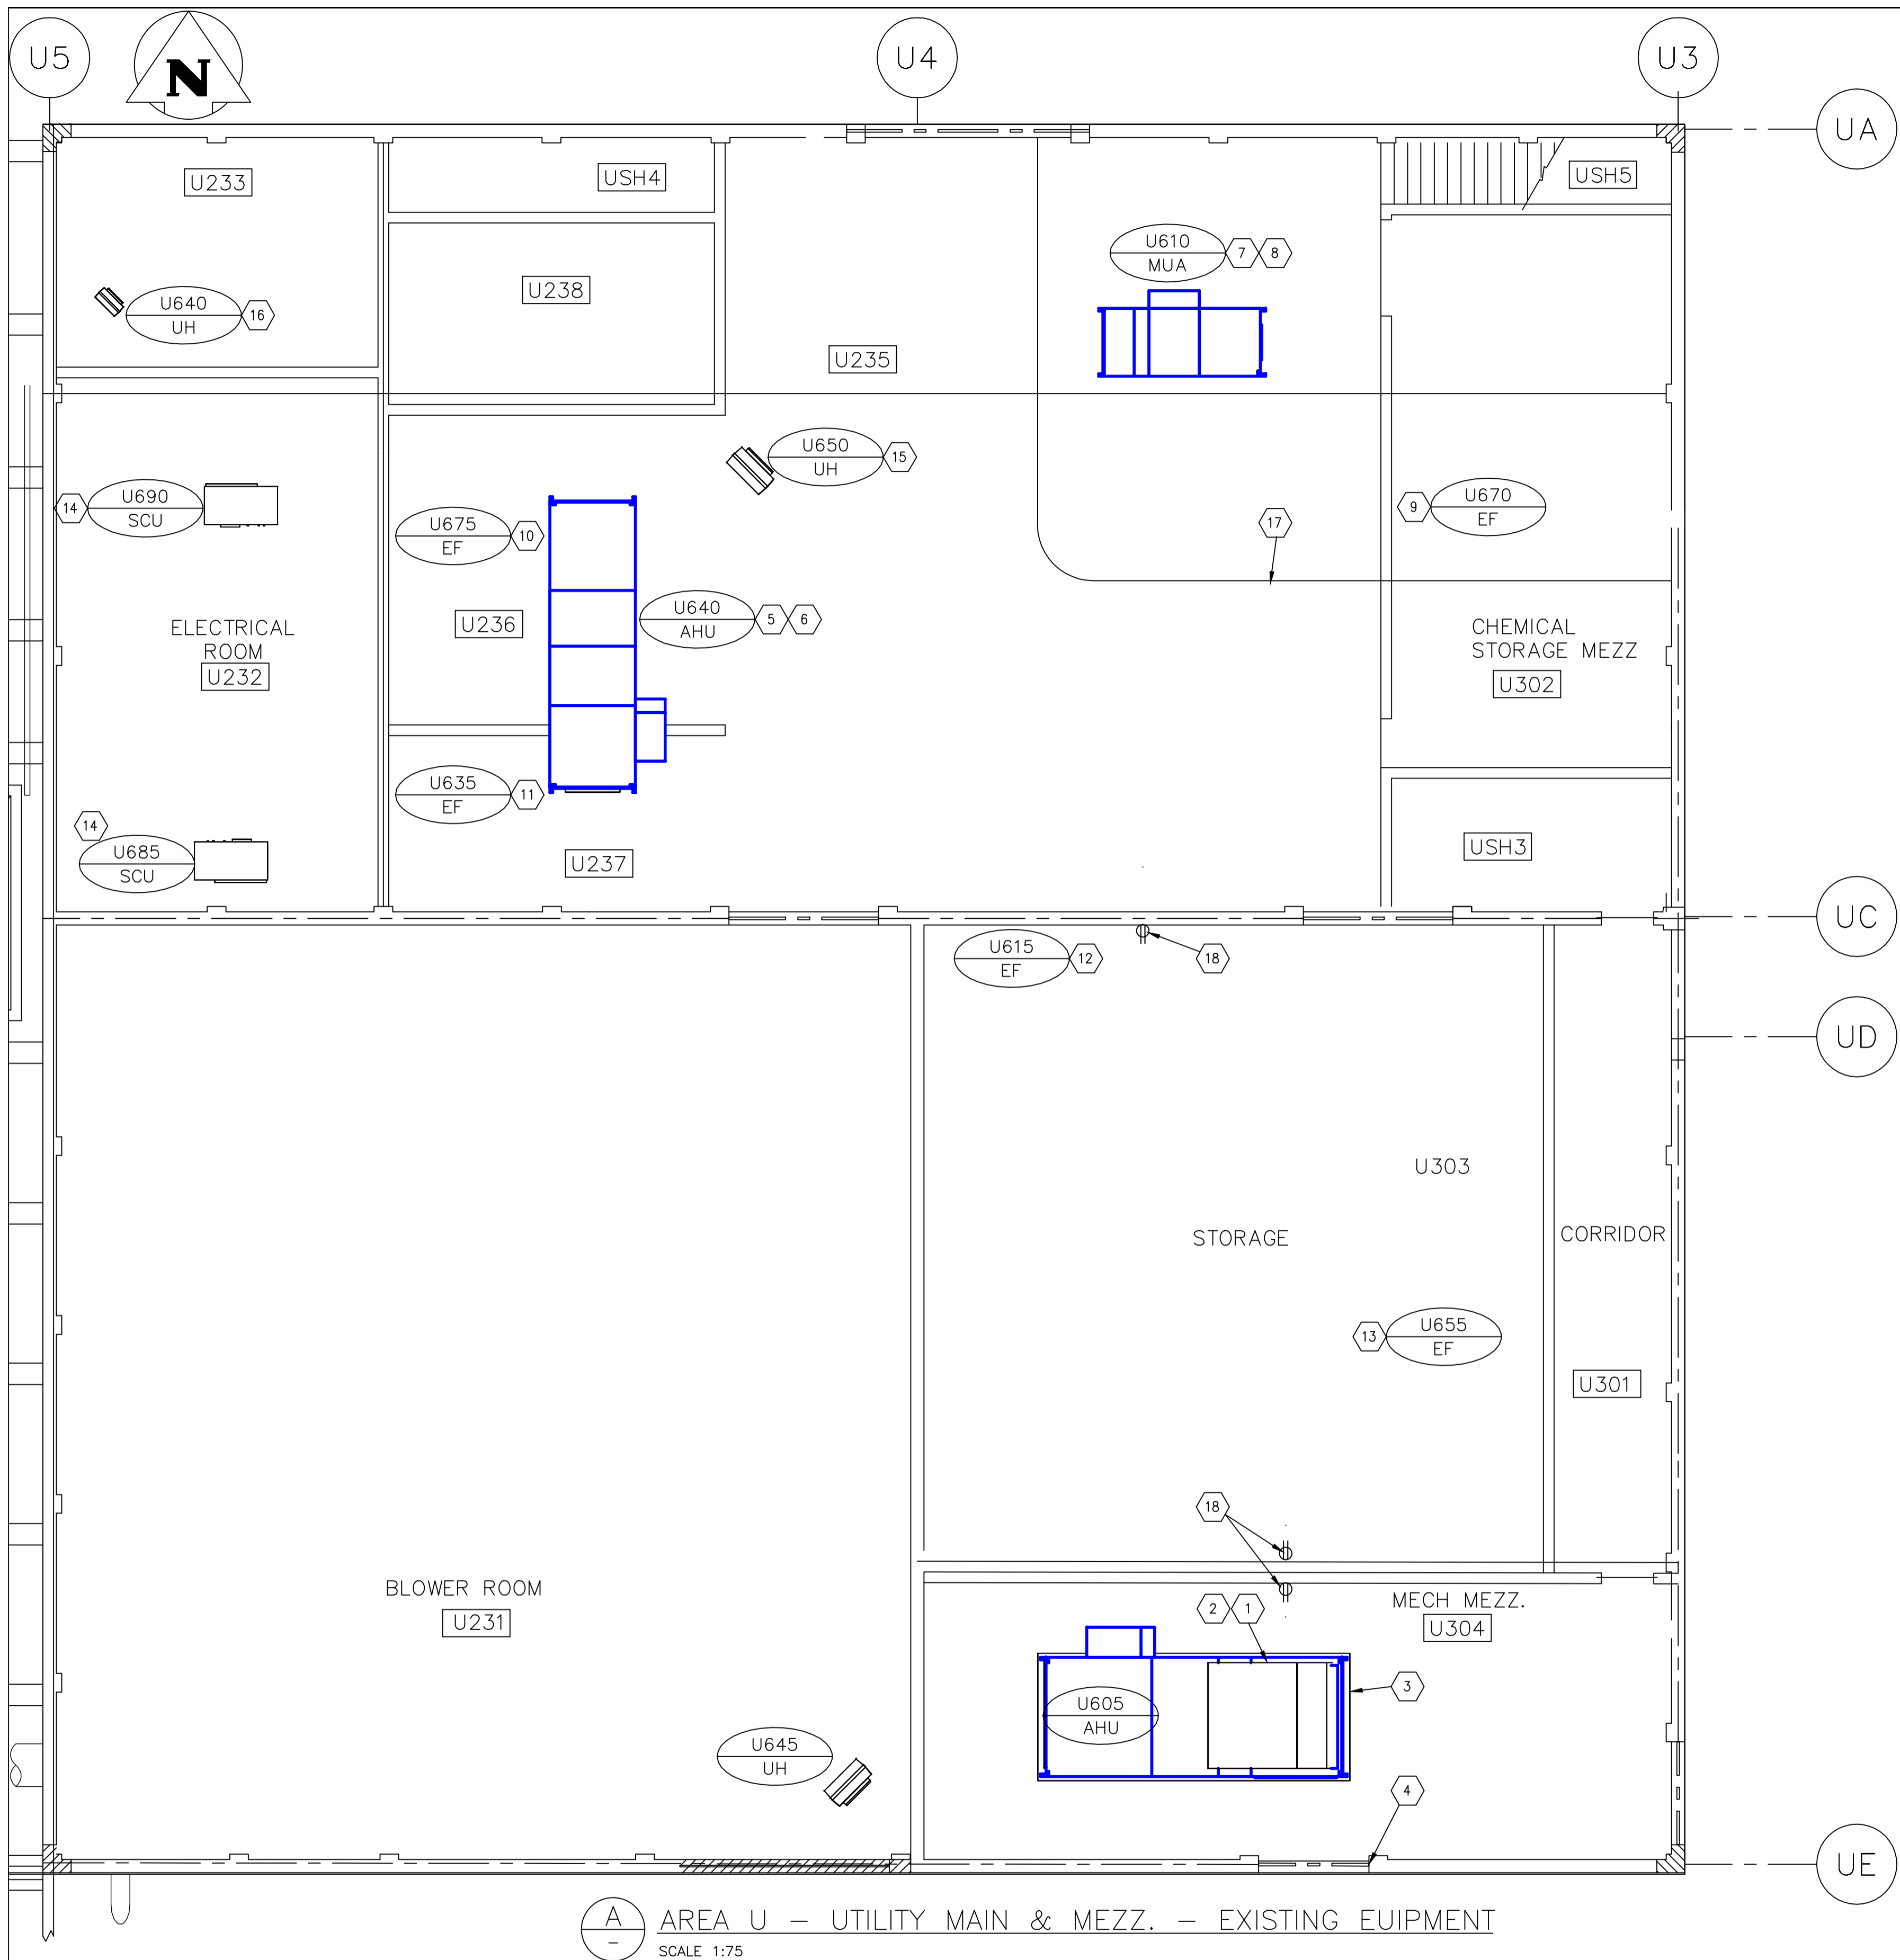 U5
N
U4
U3
UA
U233
USH4
USH5
U610
MUA
7
8
U238
U640
UH
16
U235
U650
UH
15
14
U690
SCU
U675
EF
10
17
9
U670
EF
U236
U640
AHU
5
6
ELECTRICAL
ROOM
U232
CHEMICAL
STORAGE MEZZ
U302
U635
EF
11
14
U685
SCU
U237
USH3
UC
U615
EF
12
18
UD
U303
STORAGE
CORRIDOR
13
U655
EF
U301
18
BLOWER ROOM
U231
2
1
MECH MEZZ.
U304
3
U605
AHU
U645
UH
4
UE
A
-
AREA U - UTILITY MAIN & MEZZ. - EXISTING EUIPMENT
SCALE 1:75